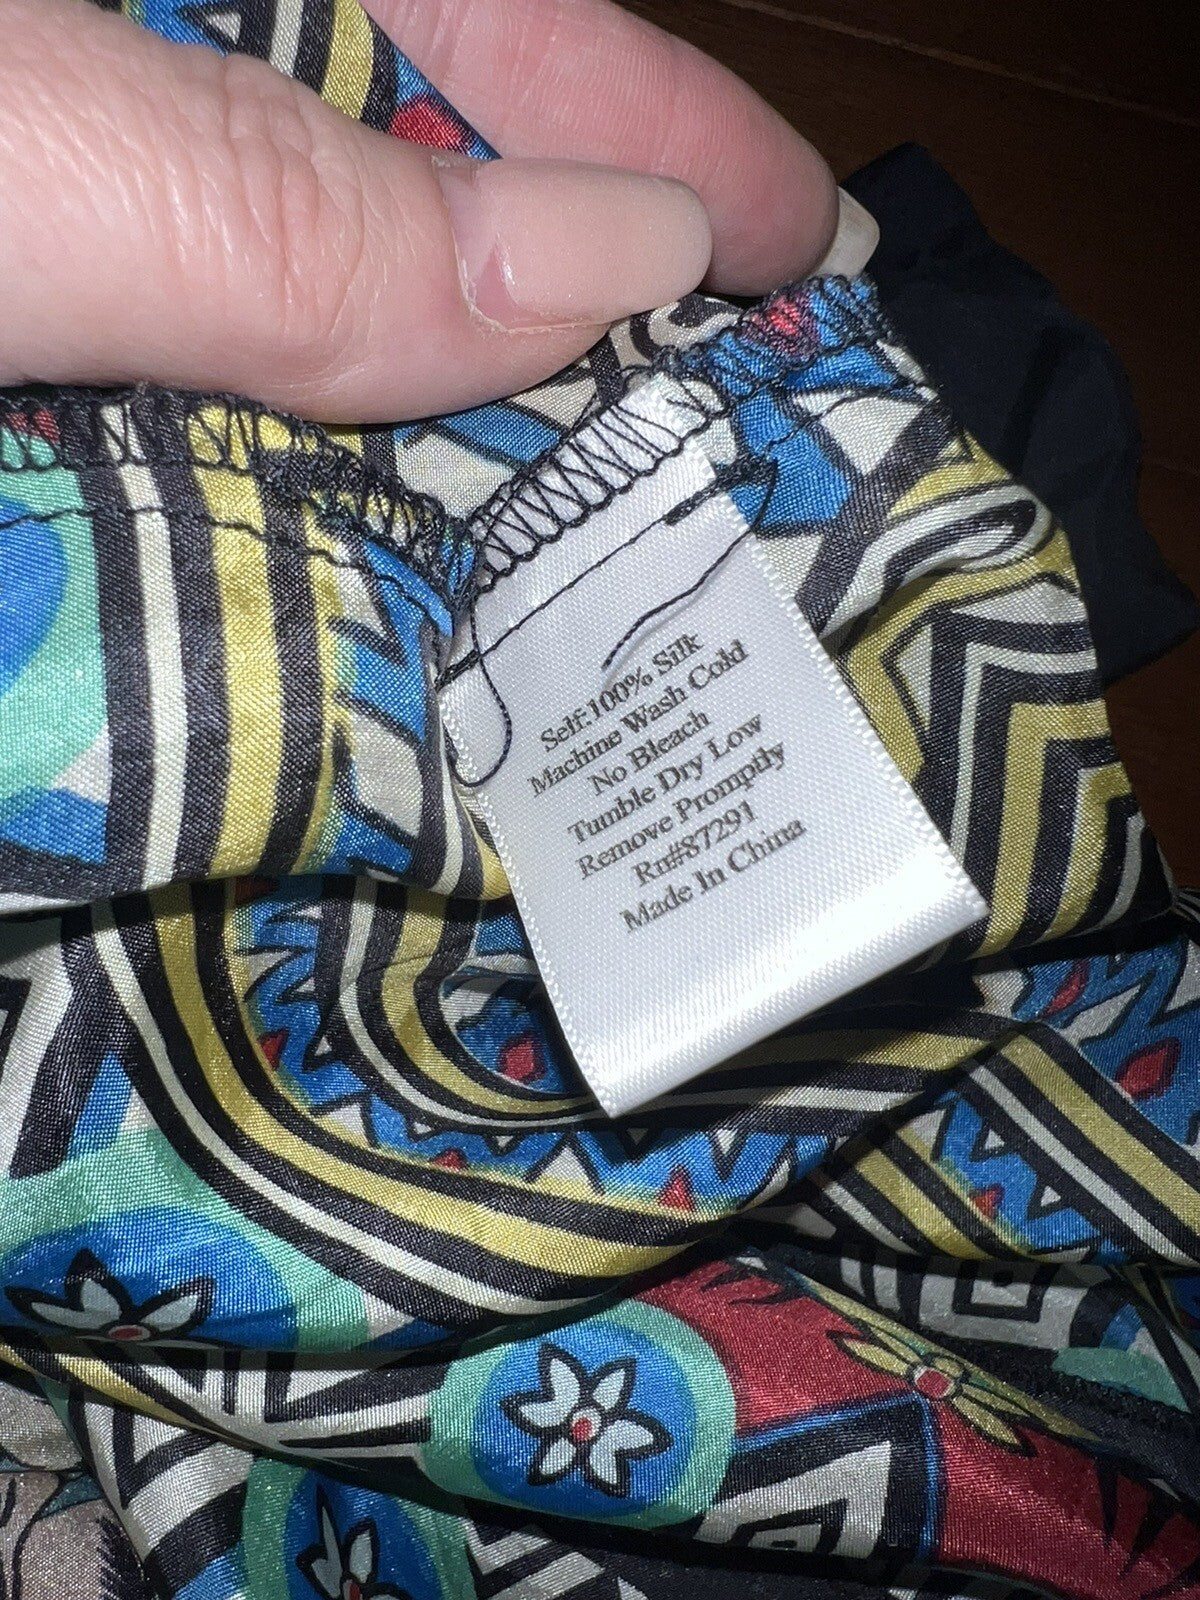 Self:100% Silk
Machine Wash Cold
No Bleach
Tumble Dry Low
Remove Promptly
Rn#87291
Made In China